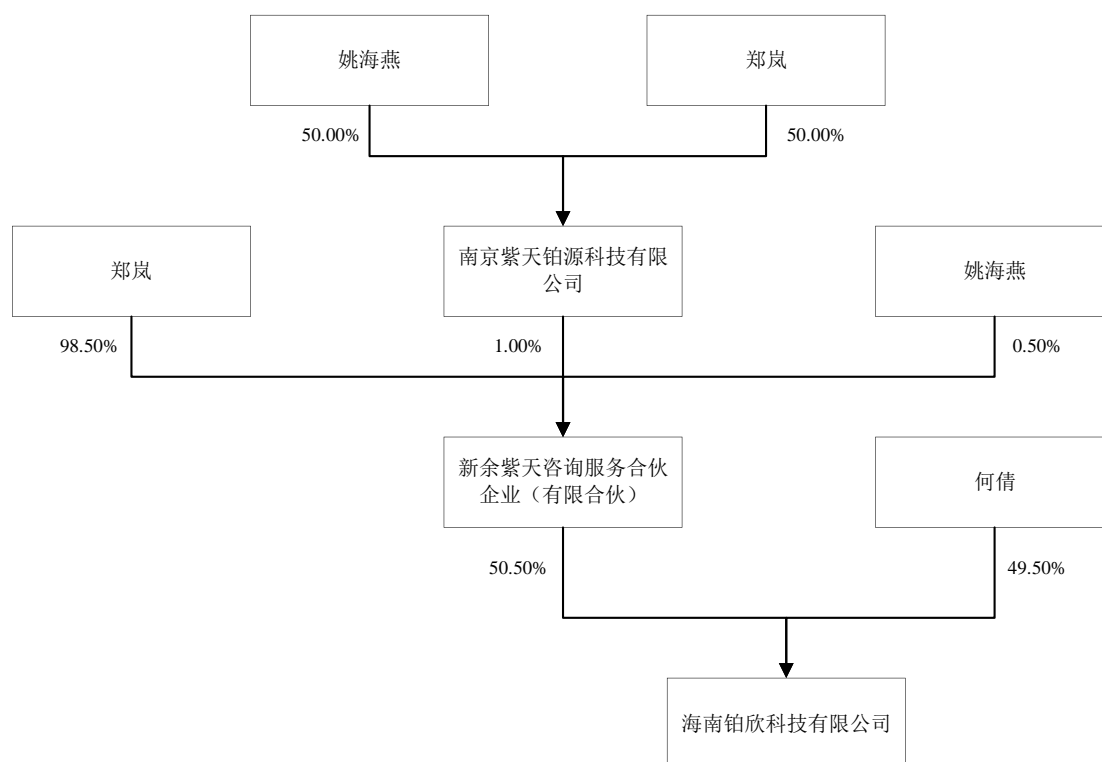 姚海燕
郑岚
50.00%
50.00%
郑岚
南京紫天铂源科技有限
公司
姚海燕
98.50%
1.00%
0.50%
新余紫天咨询服务合伙
企业（有限合伙）
何倩
50.50%
49.50%
海南铂欣科技有限公司